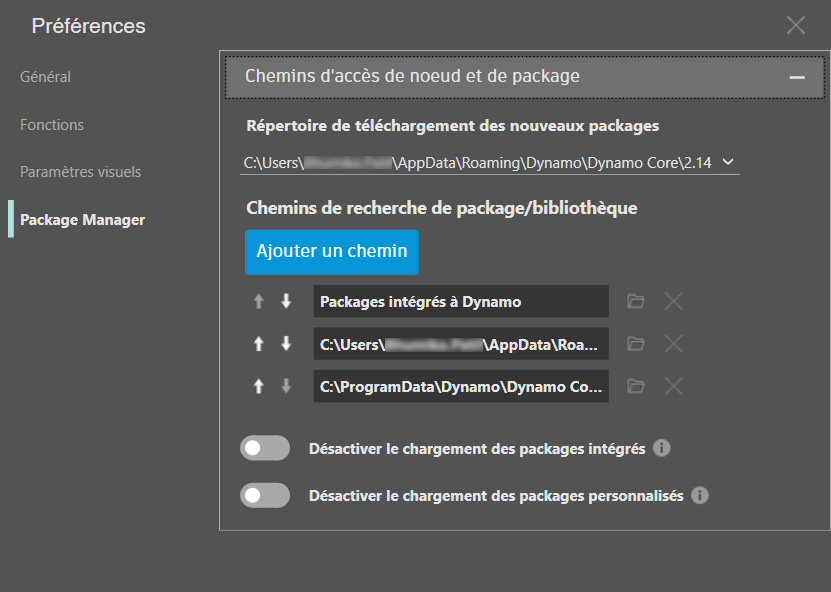 Préférences
Général
Fonctions
Paramètres visuels
Package Manager
Chemins d'accès de noeud et de package
Répertoire de téléchargement des nouveaux packages
C:\Users\ \AppData\Roaming\Dynamo\Dynamo Core\2.14
Chemins de recherche de package/bibliothèque
Ajouter un chemin
Packages intégrés à Dynamo
C:\Users\ \AppData\Roa...
C:\ProgramData\Dynamo\Dynamo Co...
Désactiver le chargement des packages intégrés
Désactiver le chargement des packages personnalisés